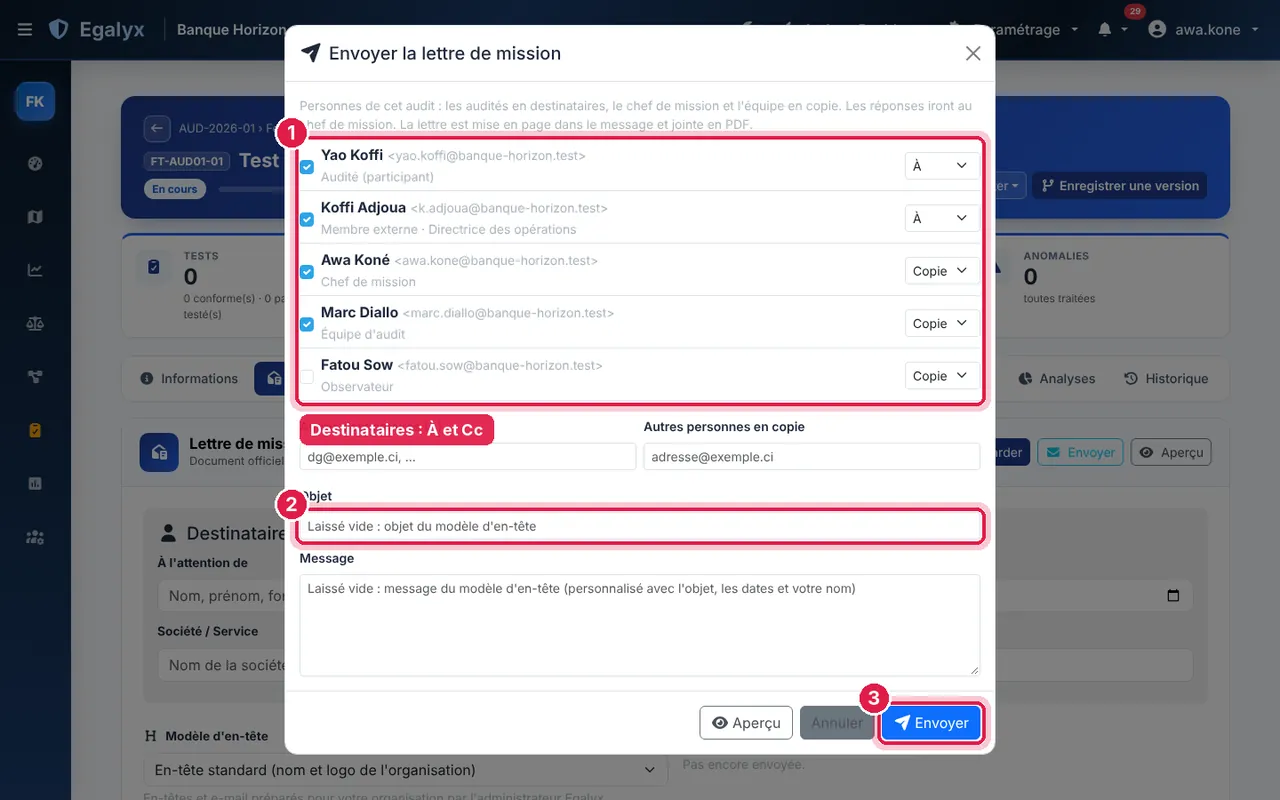 Egalyx
Banque Horizon
amétrage
29
awa.kone
FK
AUD-2026-01 ›
FT-AUD01-01
Test
En cours
Enregistrer une version
TESTS
0
0 conforme(s) · 0
testé(s)
ANOMALIES
0
toutes traitées
Informations
Analyses
Historique
Lettre de
Document officiel
Envoyer
Aperçu
Destinataire
À l'attention de
Nom, prénom,
Société / Service
Nom de la société
Modèle d'en-tête
En-tête standard (nom et logo de l'organisation)
Pas encore envoyée.
En-têtes et e-mail préparés pour votre organisation par l'administrateur Egalyx
Envoyer la lettre de mission
Personnes de cet audit : les audités en destinataires, le chef de mission et l'équipe en copie. Les réponses iront au
chef de mission. La lettre est mise en page dans le message et jointe en PDF.
1
Yao Koffi <yao.koffi@banque-horizon.test>
À
Audité (participant)
Koffi Adjoua <k.adjoua@banque-horizon.test>
À
Membre externe · Directrice des opérations
Awa Koné <awa.kone@banque-horizon.test>
Copie
Chef de mission
Marc Diallo <marc.diallo@banque-horizon.test>
Copie
Équipe d'audit
Fatou Sow <fatou.sow@banque-horizon.test>
Copie
Observateur
Destinataires : À et Cc
Autres personnes en copie
dg@exemple.ci, ...
adresse@exemple.ci
2
Objet
Laissé vide : objet du modèle d'en-tête
Message
Laissé vide : message du modèle d'en-tête (personnalisé avec l'objet, les dates et votre nom)
3
Aperçu
Annuler
Envoyer